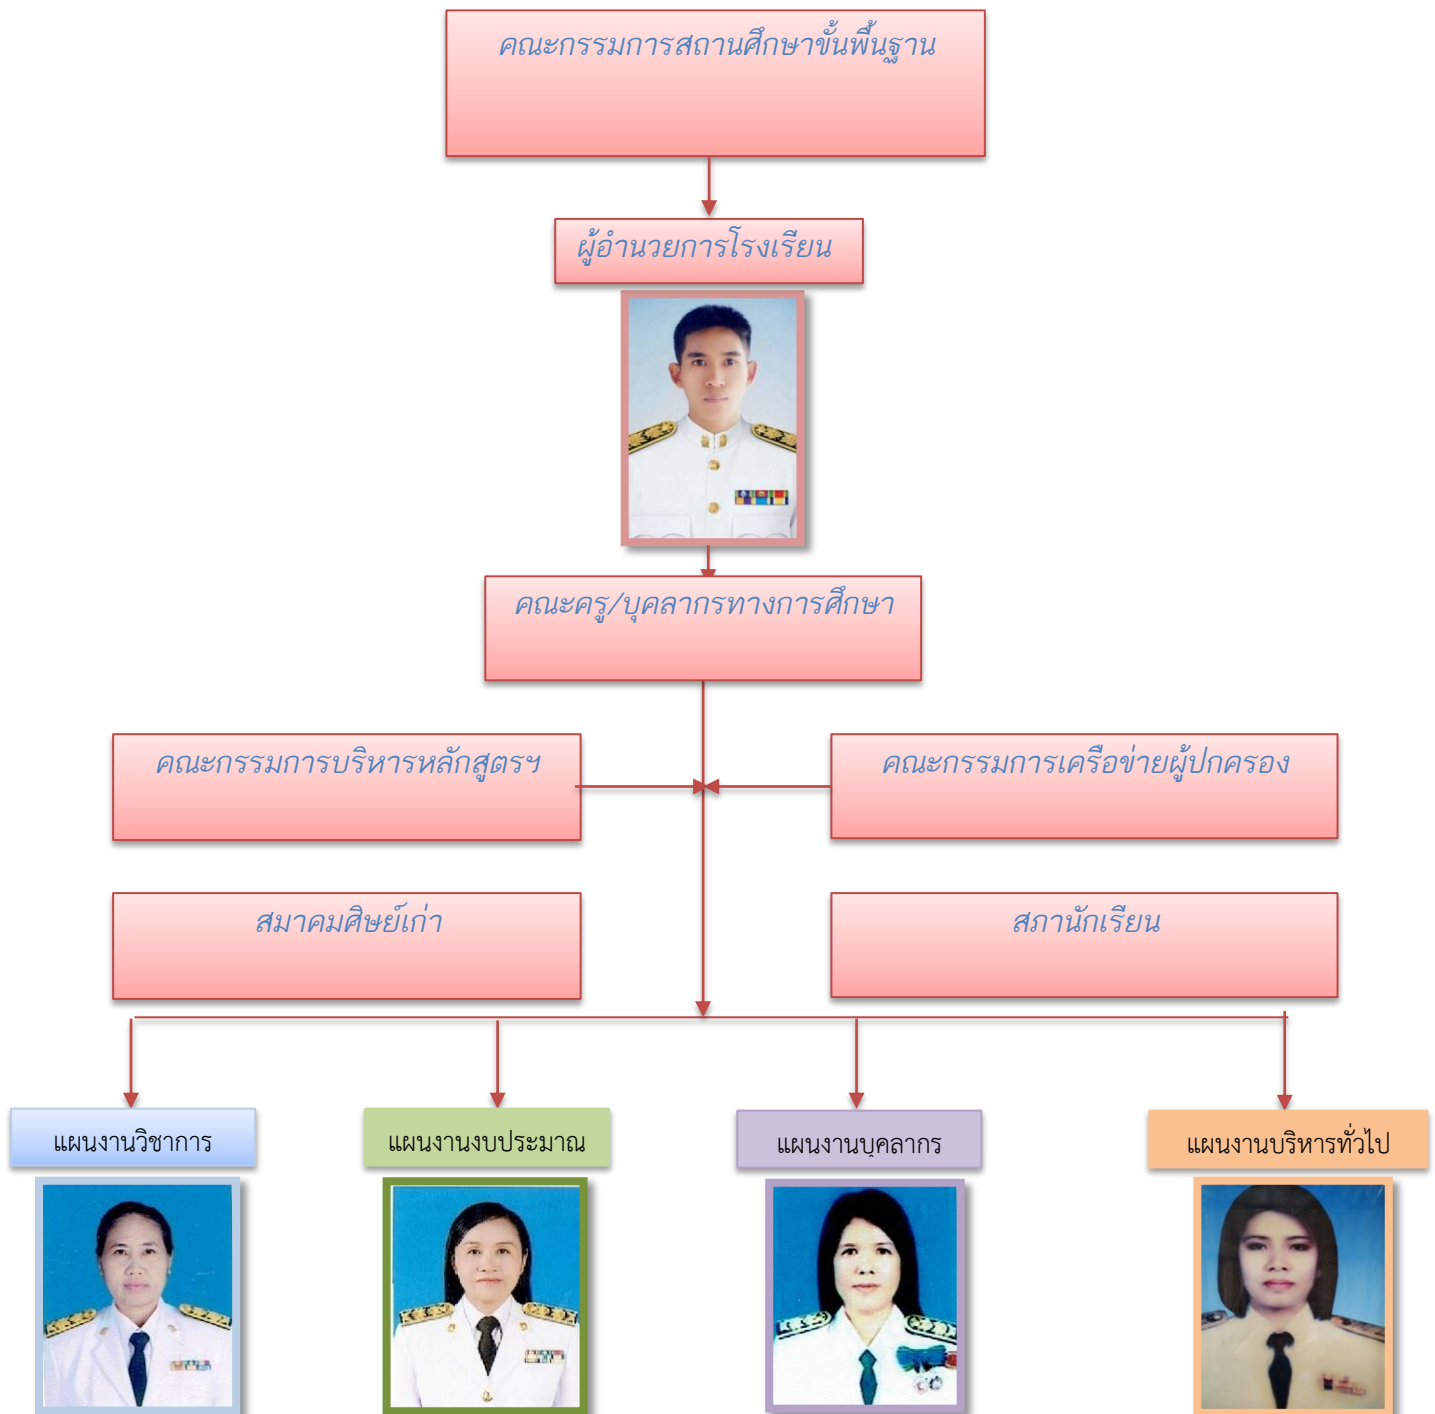 คณะกรรมการสถานศึกษาขั้นพื้นฐาน
ผู้อำนวยการโรงเรียน
คณะครู/บุคลากรทางการศึกษา
คณะกรรมการบริหารหลักสูตรฯ
คณะกรรมการเครือข่ายผู้ปกครอง
สมาคมศิษย์เก่า
สภานักเรียน
แผนงานวิชาการ
แผนงานงบประมาณ
แผนงานบุคลากร
แผนงานบริหารทั่วไป